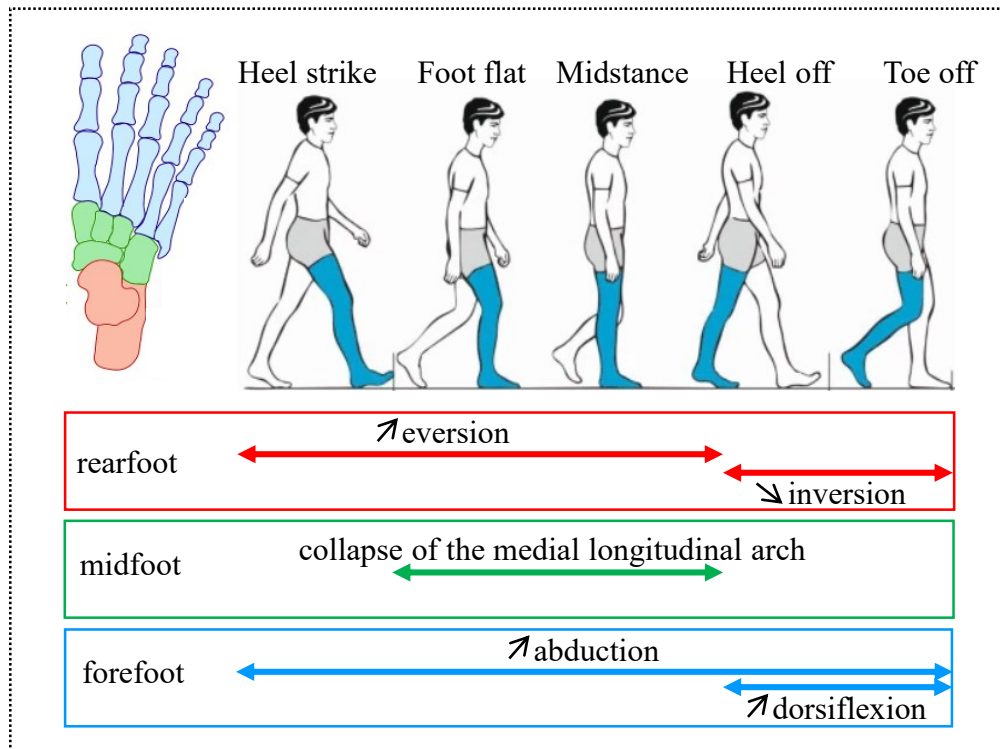 Heel strike Foot flat Midstance Heel off Toe off
rearfoot
↗ eversion
↘ inversion
midfoot
collapse of the medial longitudinal arch
forefoot
↗ abduction
↗ dorsiflexion